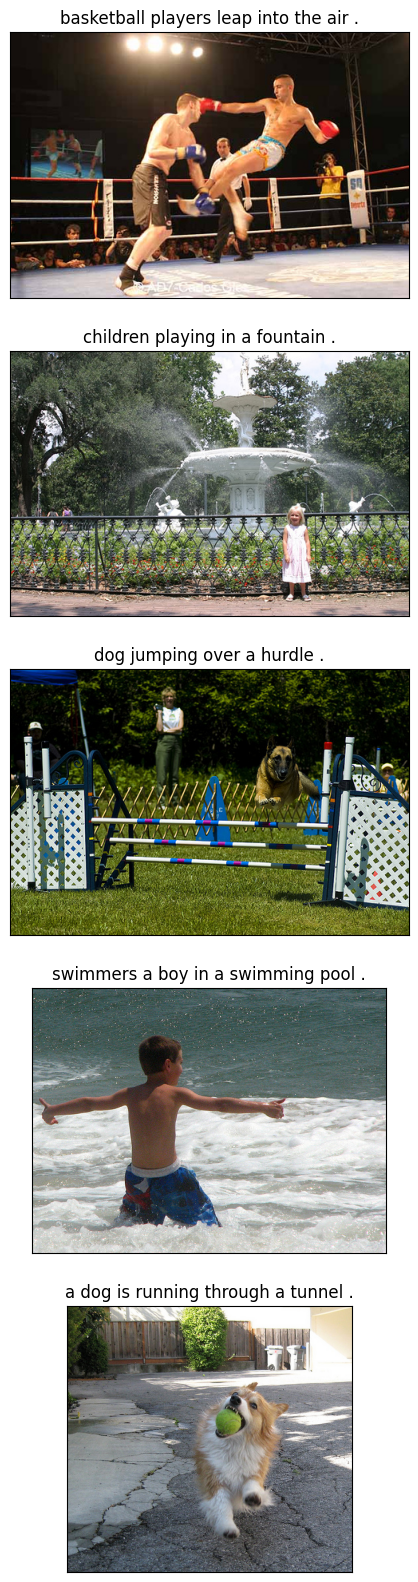 basketball players leap into the air .
children playing in a fountain .
dog jumping over a hurdle .
swimmers a boy in a swimming pool .
a dog is running through a tunnel .